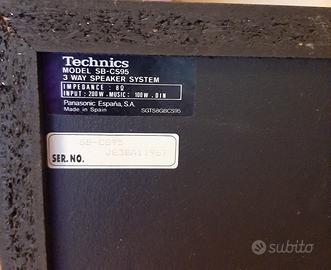 Technics
MODEL SB-CS95
3 WAY SPEAKER SYSTEM
IMPEDANCE : 8Ω
INPUT : 200W · MUSIC : 100W · DIN
Panasonic España, S.A.
Made in Spain
SGTS8GBCS95
SB-CS95
SER. NO.
subito